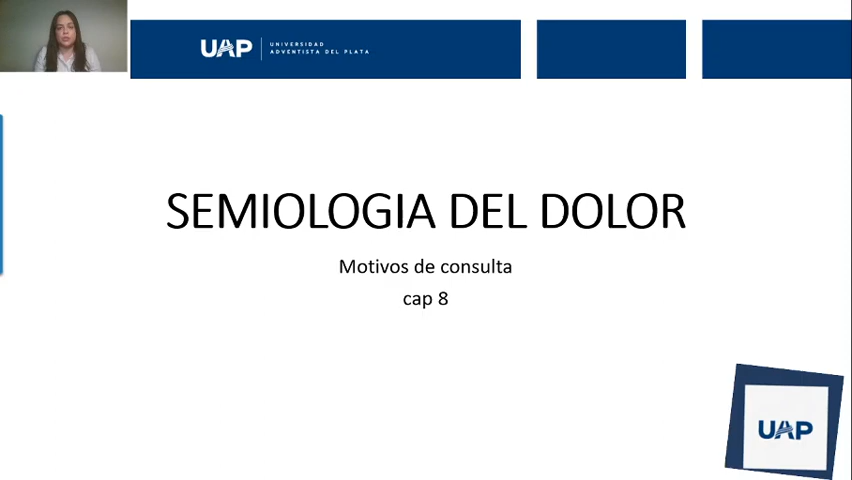 UAP
UNIVERSIDAD
ADVENTISTA DEL PLATA
SEMIOLOGIA DEL DOLOR
Motivos de consulta
cap 8
UAP